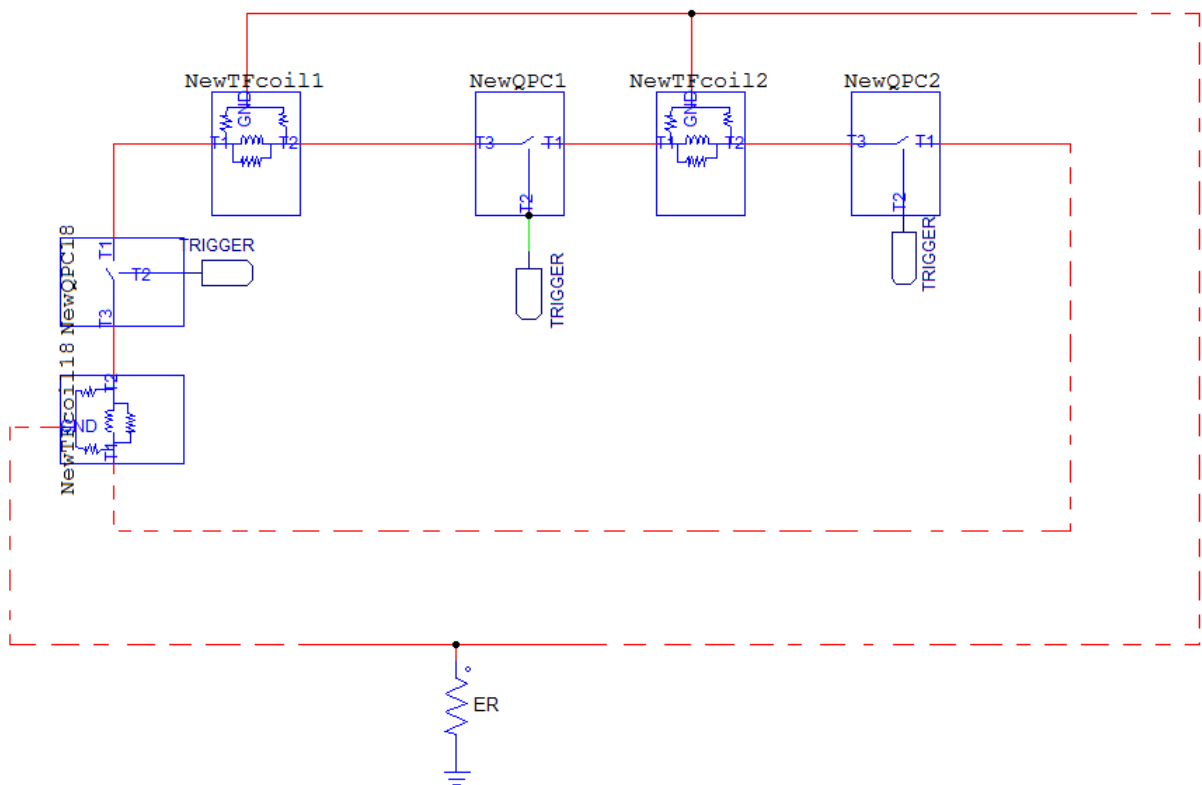 NewTFcoil1
NewQPC1
NewTFcoil2
NewQPC2
GND
GND
T1
T2
T3
T1
T1
T2
T3
T1
T2
T2
NewQPC18
T1
T2
T3
TRIGGER
TRIGGER
TRIGGER
NewTFcoil18
T2
GND
T1
ER